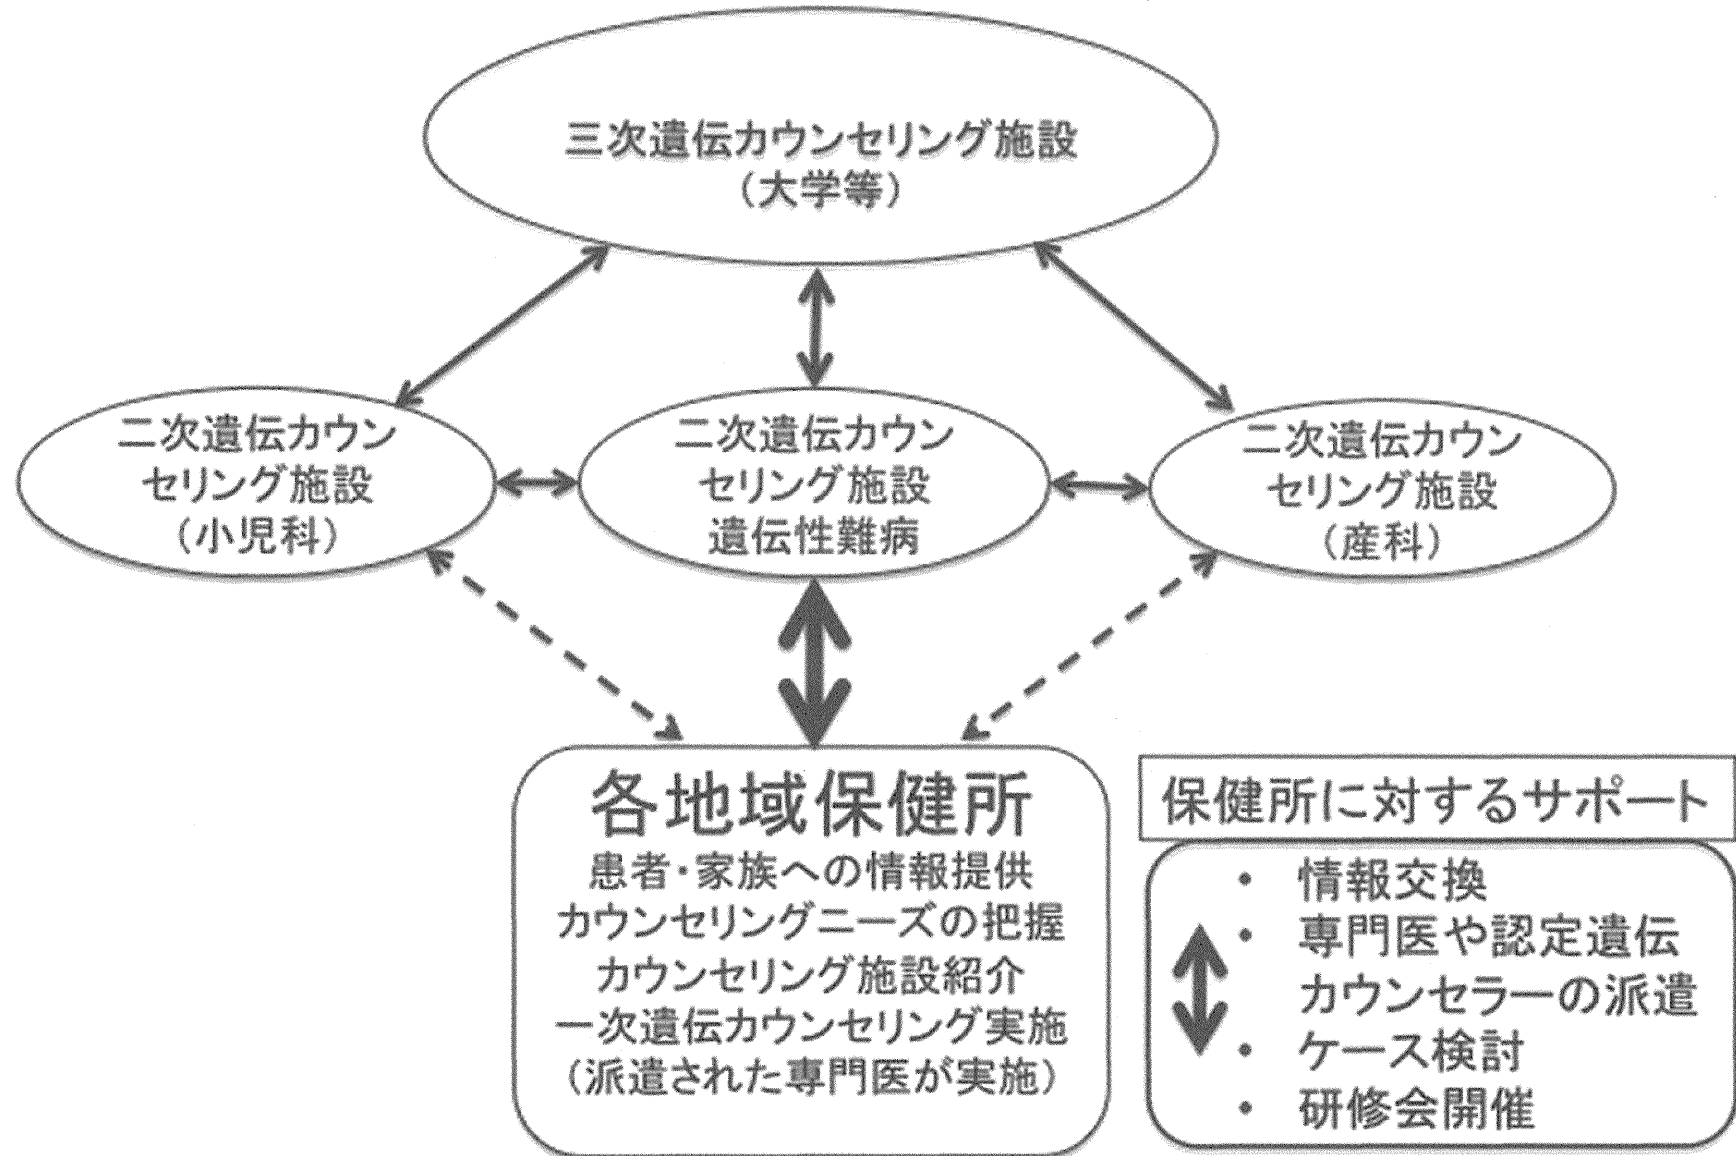 三次遺伝カウンセリング施設
（大学等）
二次遺伝カウン
セリング施設
（小児科）
二次遺伝カウン
セリング施設
遺伝性難病
二次遺伝カウン
セリング施設
（産科）
各地域保健所
患者・家族への情報提供
カウンセリングニーズの把握
カウンセリング施設紹介
一次遺伝カウンセリング実施
（派遣された専門医が実施）
保健所に対するサポート
・ 情報交換
・ 専門医や認定遺伝
カウンセラーの派遣
・ ケース検討
・ 研修会開催